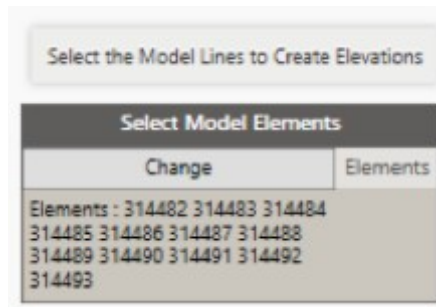 Select the Model Lines to Create Elevations
Select Model Elements
Change
Elements
Elements : 314482 314483 314484
314485 314486 314487 314488
314489 314490 314491 314492
314493